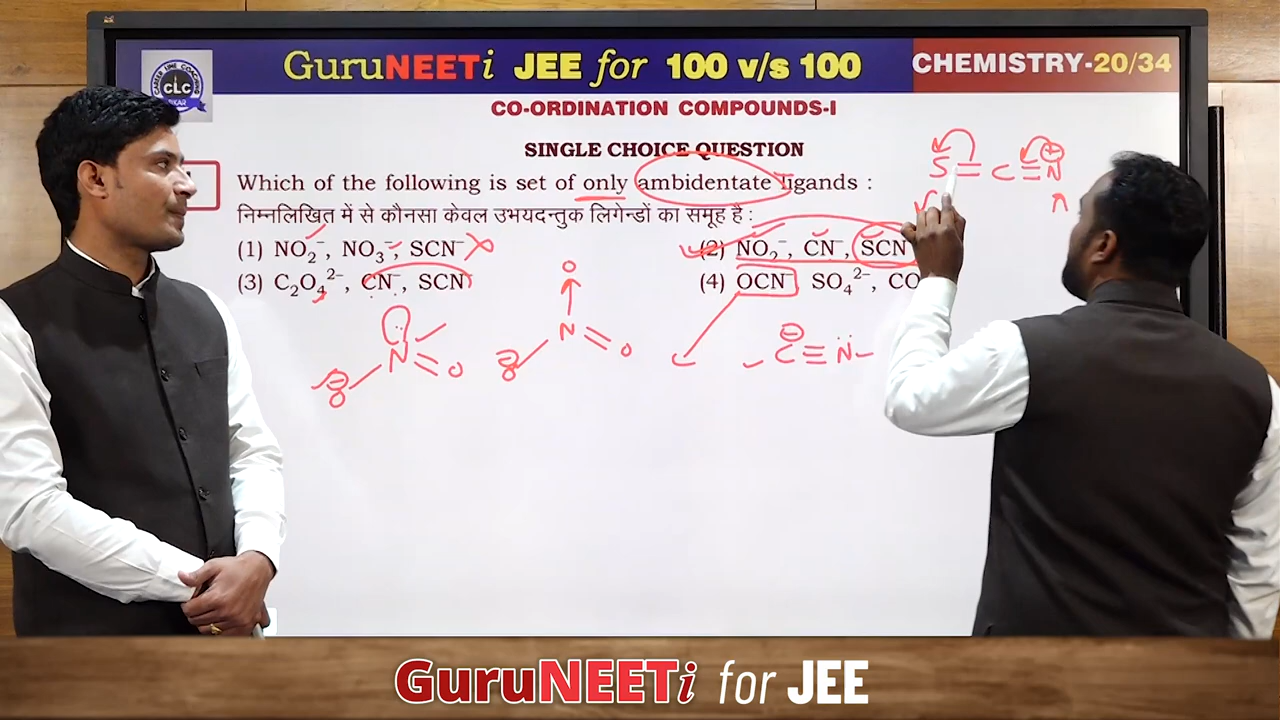 GuruNEETi JEE for 100 v/s 100
CHEMISTRY-20/34
CLC
CO-ORDINATION COMPOUNDS-I
SINGLE CHOICE QUESTION
Which of the following is set of only ambidentate ligands :
निम्नलिखित में से कौनसा केवल उभयदन्तुक लिगेन्डों का समूह है :
(1) NO₂⁻, NO₃⁻, SCN⁻
(2) NO₂⁻, CN⁻, SCN
(3) C₂O₄²⁻, CN⁻, SCN
(4) OCN SO₄²⁻, CO
S = C ≡ N
N O O
O N O
C ≡ N
GuruNEETi for JEE